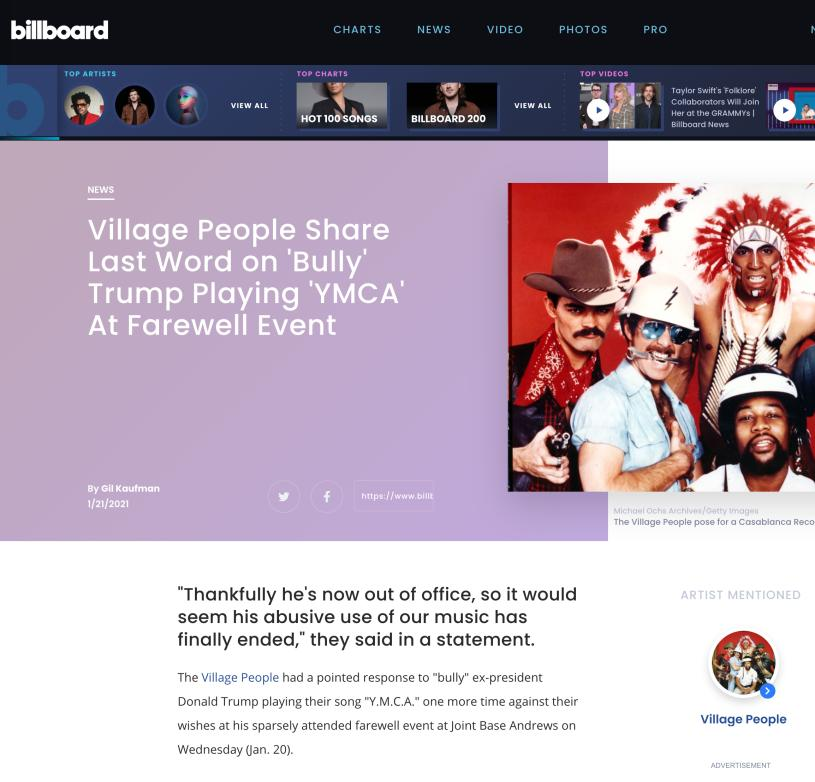 billboard
CHARTS NEWS VIDEO PHOTOS PRO
TOP ARTISTS
VIEW ALL
TOP CHARTS
HOT 100 SONGS
BILLBOARD 200
VIEW ALL
TOP VIDEOS
Taylor Swift's 'Folklore'
Collaborators Will Join
Her at the GRAMMYs |
Billboard News
NEWS
Village People Share
Last Word on 'Bully'
Trump Playing 'YMCA'
At Farewell Event
By Gil Kaufman
1/21/2021
https://www.billb
Michael Ochs Archives/Getty Images
The Village People pose for a Casablanca Reco
"Thankfully he's now out of office, so it would
seem his abusive use of our music has
finally ended," they said in a statement.
The Village People had a pointed response to "bully" ex-president
Donald Trump playing their song "Y.M.C.A." one more time against their
wishes at his sparsely attended farewell event at Joint Base Andrews on
Wednesday (Jan. 20).
ARTIST MENTIONED
Village People
ADVERTISEMENT